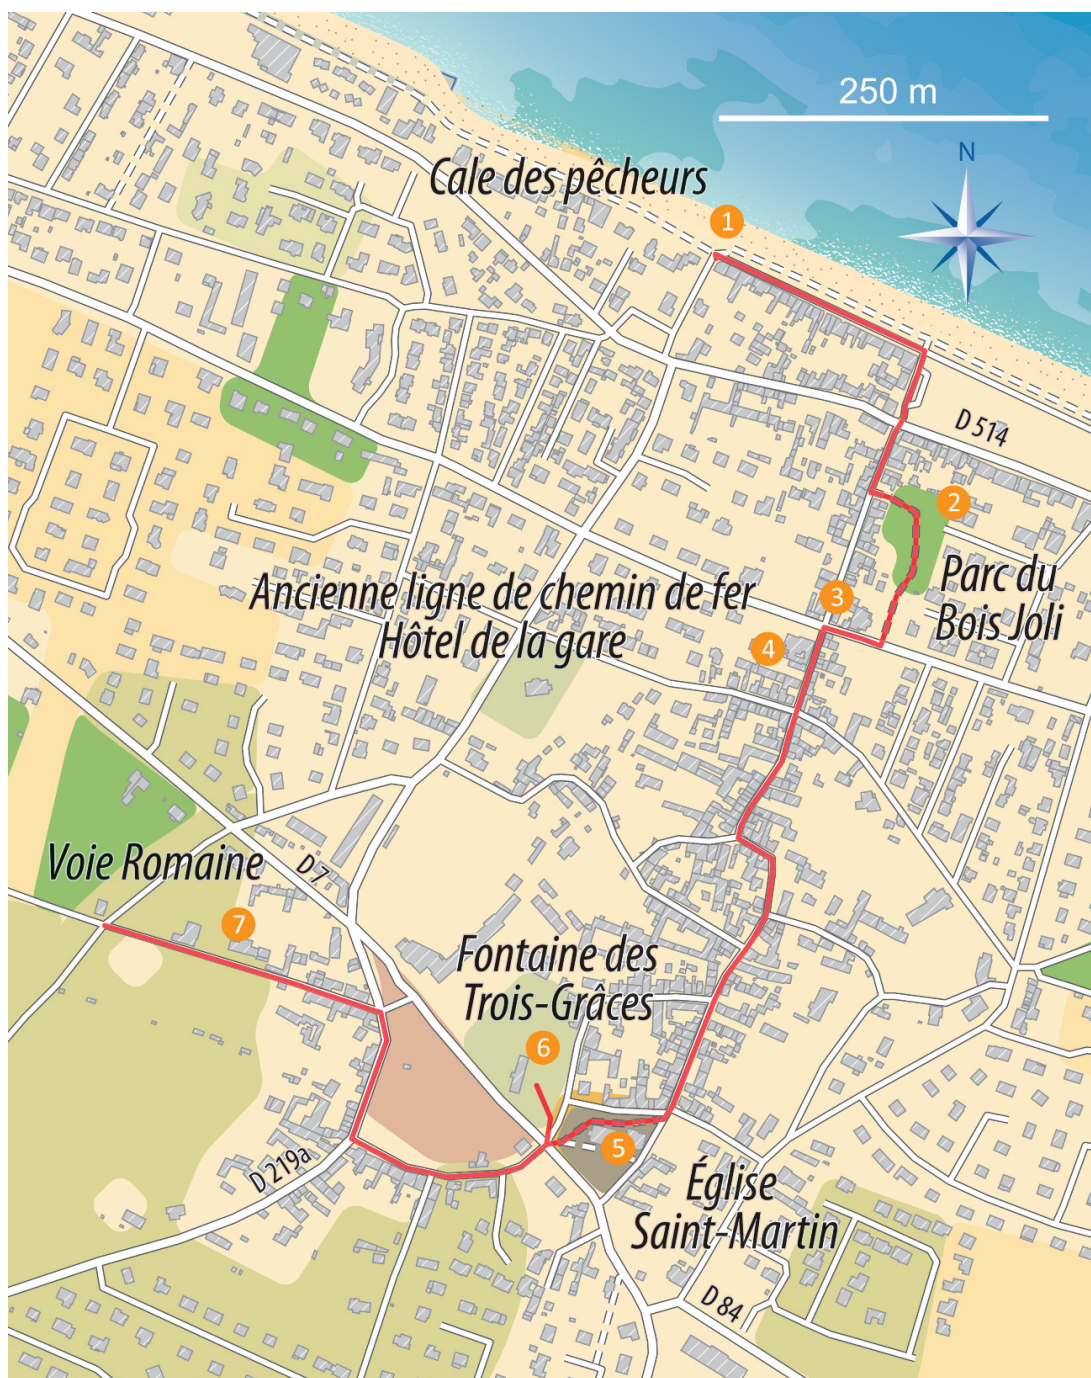 250 m
N
Cale des pêcheurs
1
D 514
2
Parc du
Bois Joli
Ancienne ligne de chemin de fer
Hôtel de la gare
3
4
Voie Romaine
D 7
7
Fontaine des
Trois-Grâces
6
5
Église
Saint-Martin
D 219a
D 84